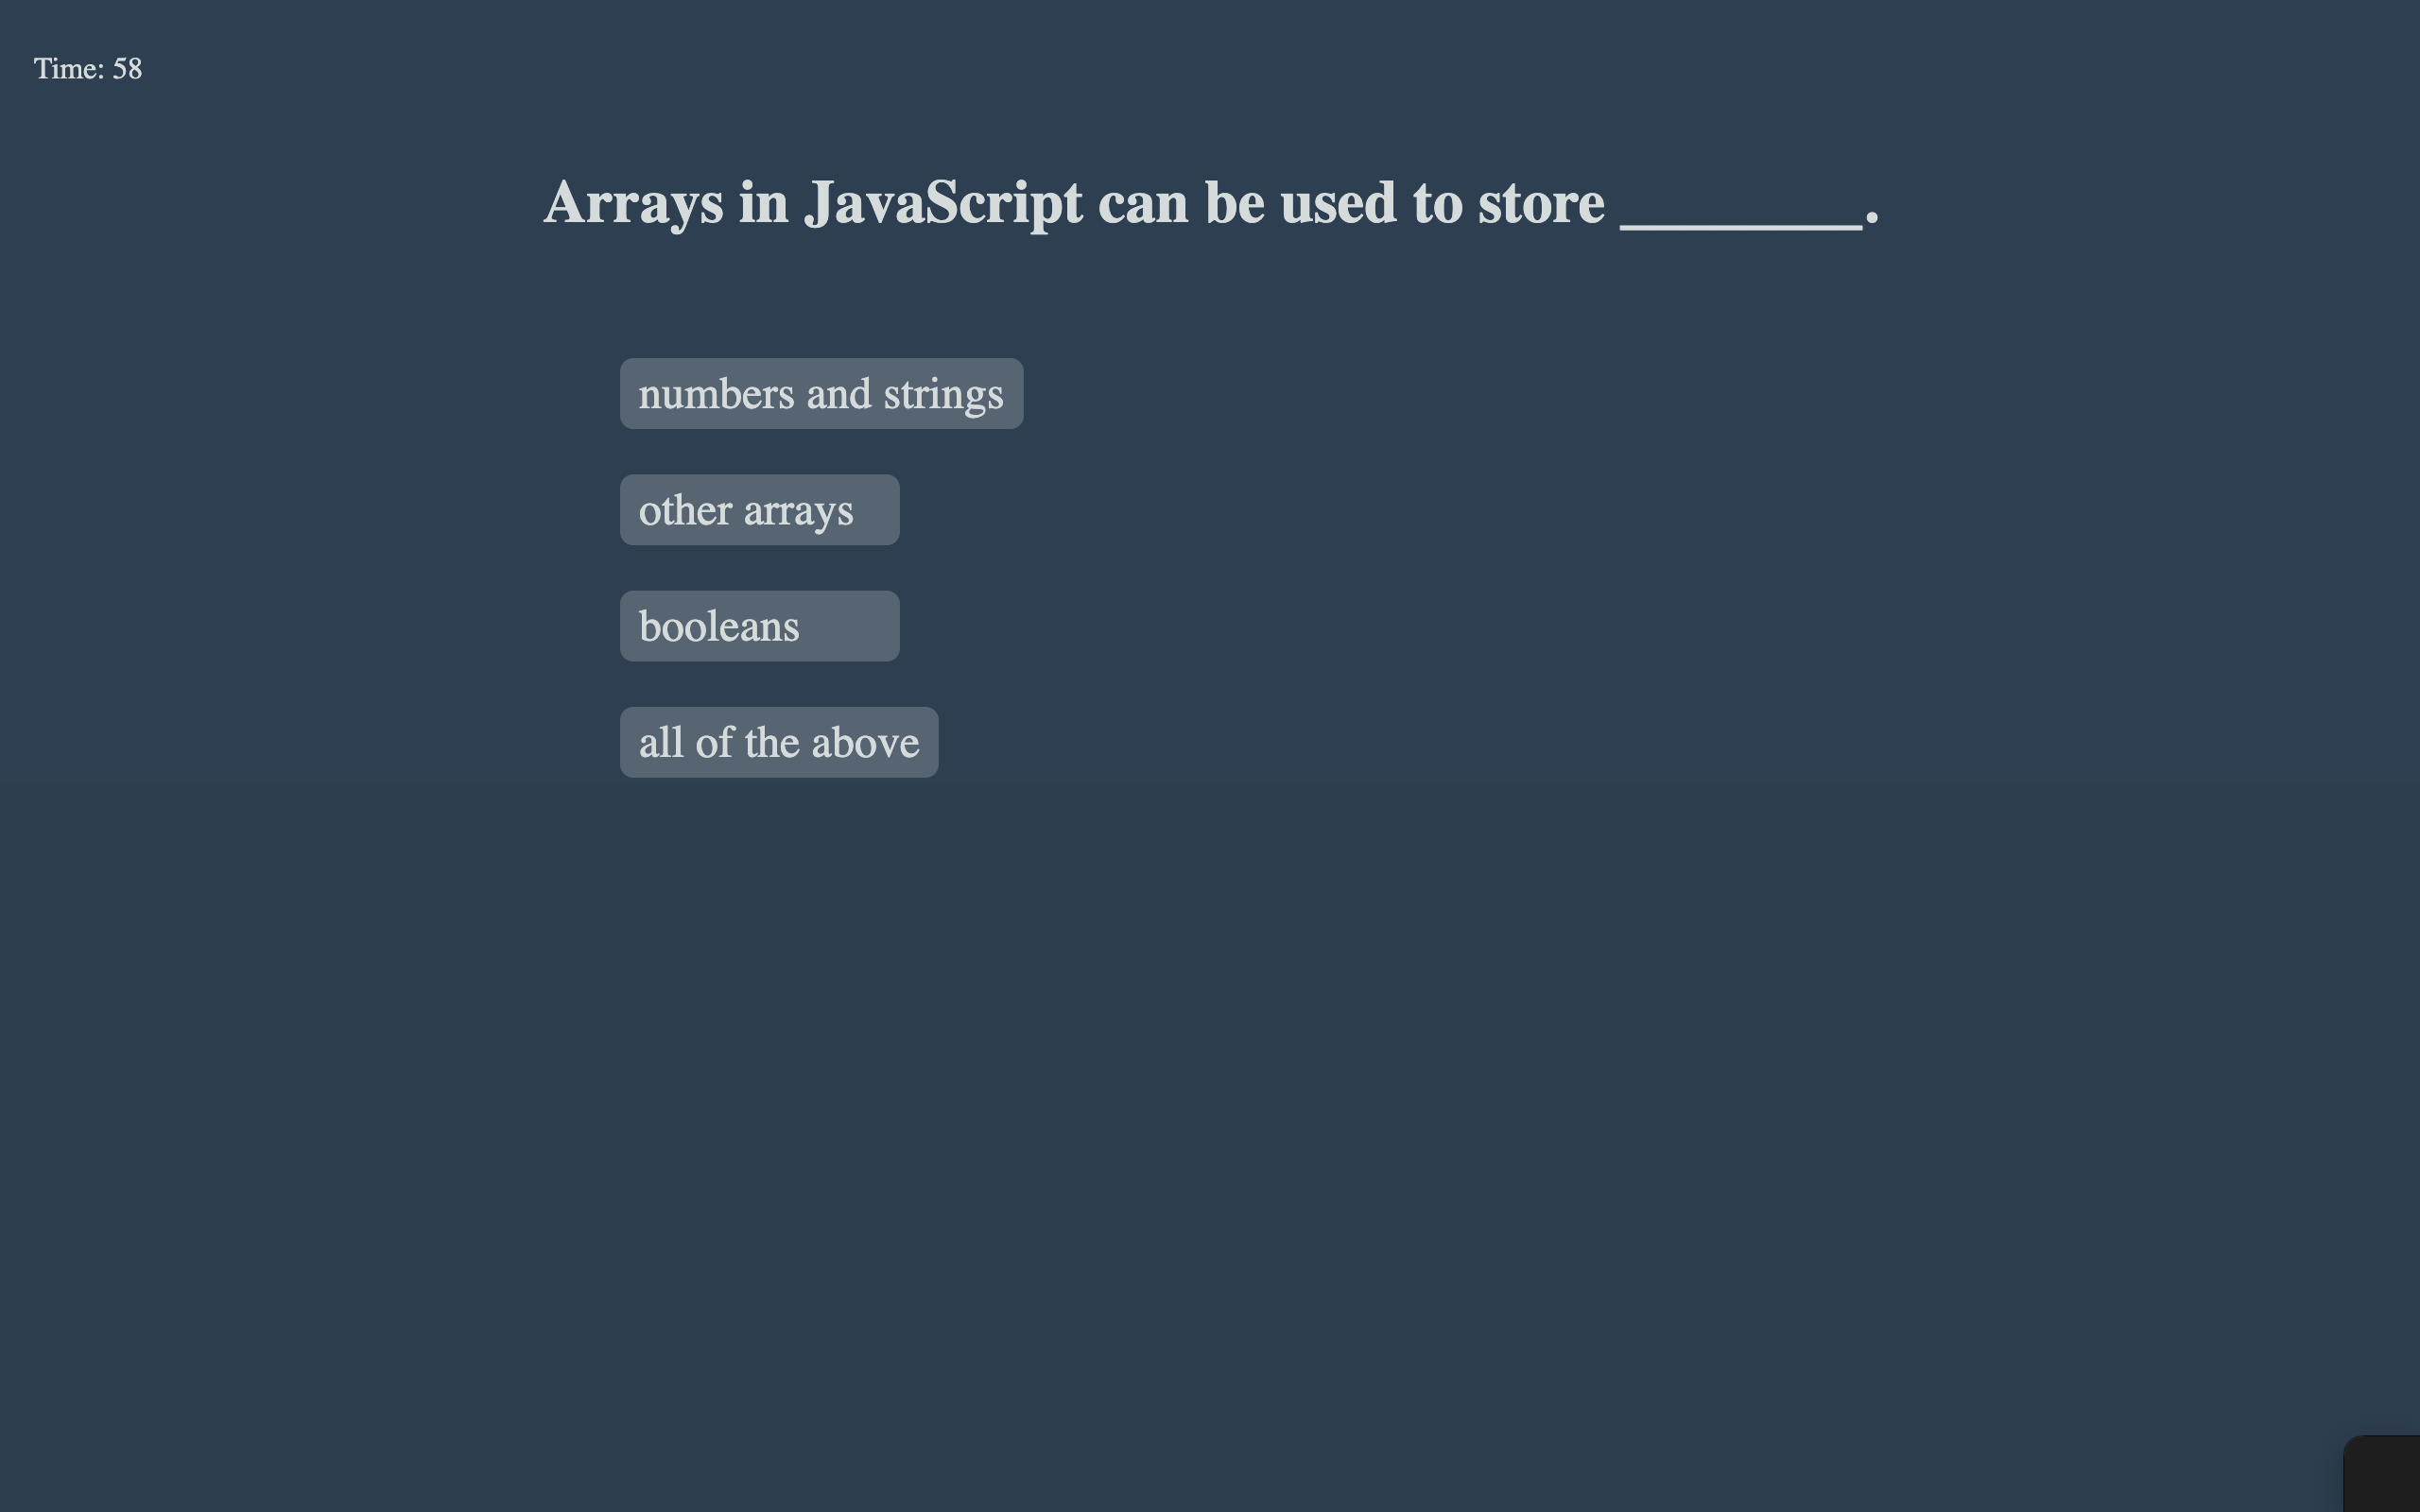 Time: 58
Arrays in JavaScript can be used to store ____________.
numbers and strings
other arrays
booleans
all of the above